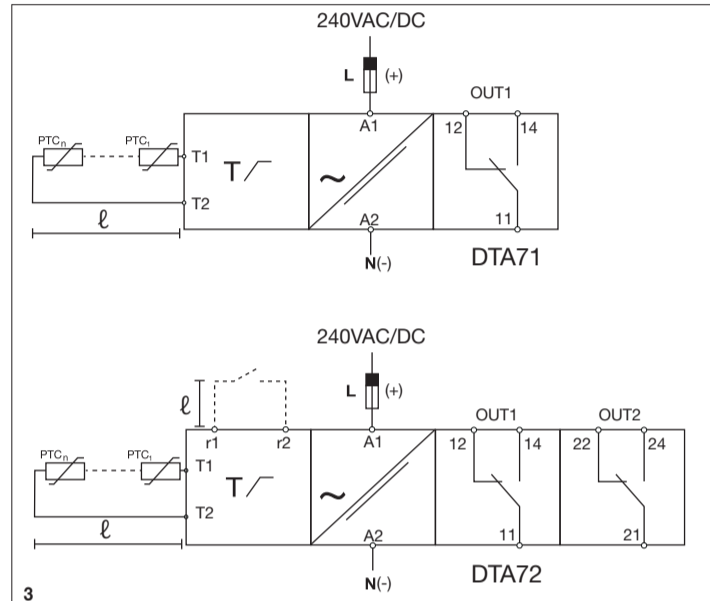 240VAC/DC
L (+)
OUT1
A1 12 14
PTCn PTC1 T1
T
T2
~
ℓ
A2 11
N(-)
DTA71
240VAC/DC
L (+)
ℓ
OUT1 OUT2
r1 r2 A1 12 14 22 24
PTCn PTC1 T1
T
T2
~
ℓ
A2 11 21
N(-)
DTA72
3